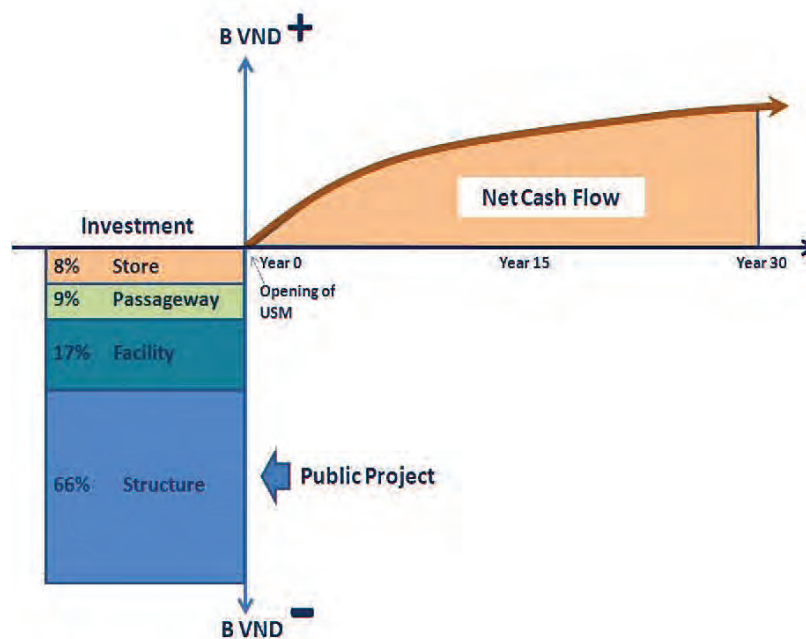 B VND +
Net Cash Flow
Investment
Year 0
Year 15
Year 30
8% Store
Opening of
USM
9% Passageway
17% Facility
66% Structure
Public Project
B VND −